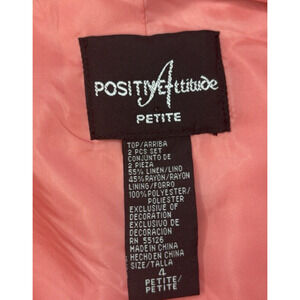 POSITIVE Attitude
PETITE
TOP/ARRIBA
2 PCS SET
CONJUNTO DE
2 PIEZA
55% LINEN/LINO
45% RAYON/RAYON
LINING/FORRO
100% POLYESTER/
POLIESTER/
EXCLUSIVE OF
DECORATION
EXCLUSIVO DE
DECORACION
RN 55126
MADE IN CHINA
HECHO EN CHINA
SIZE/TALLA
4
PETITE/
PETITE